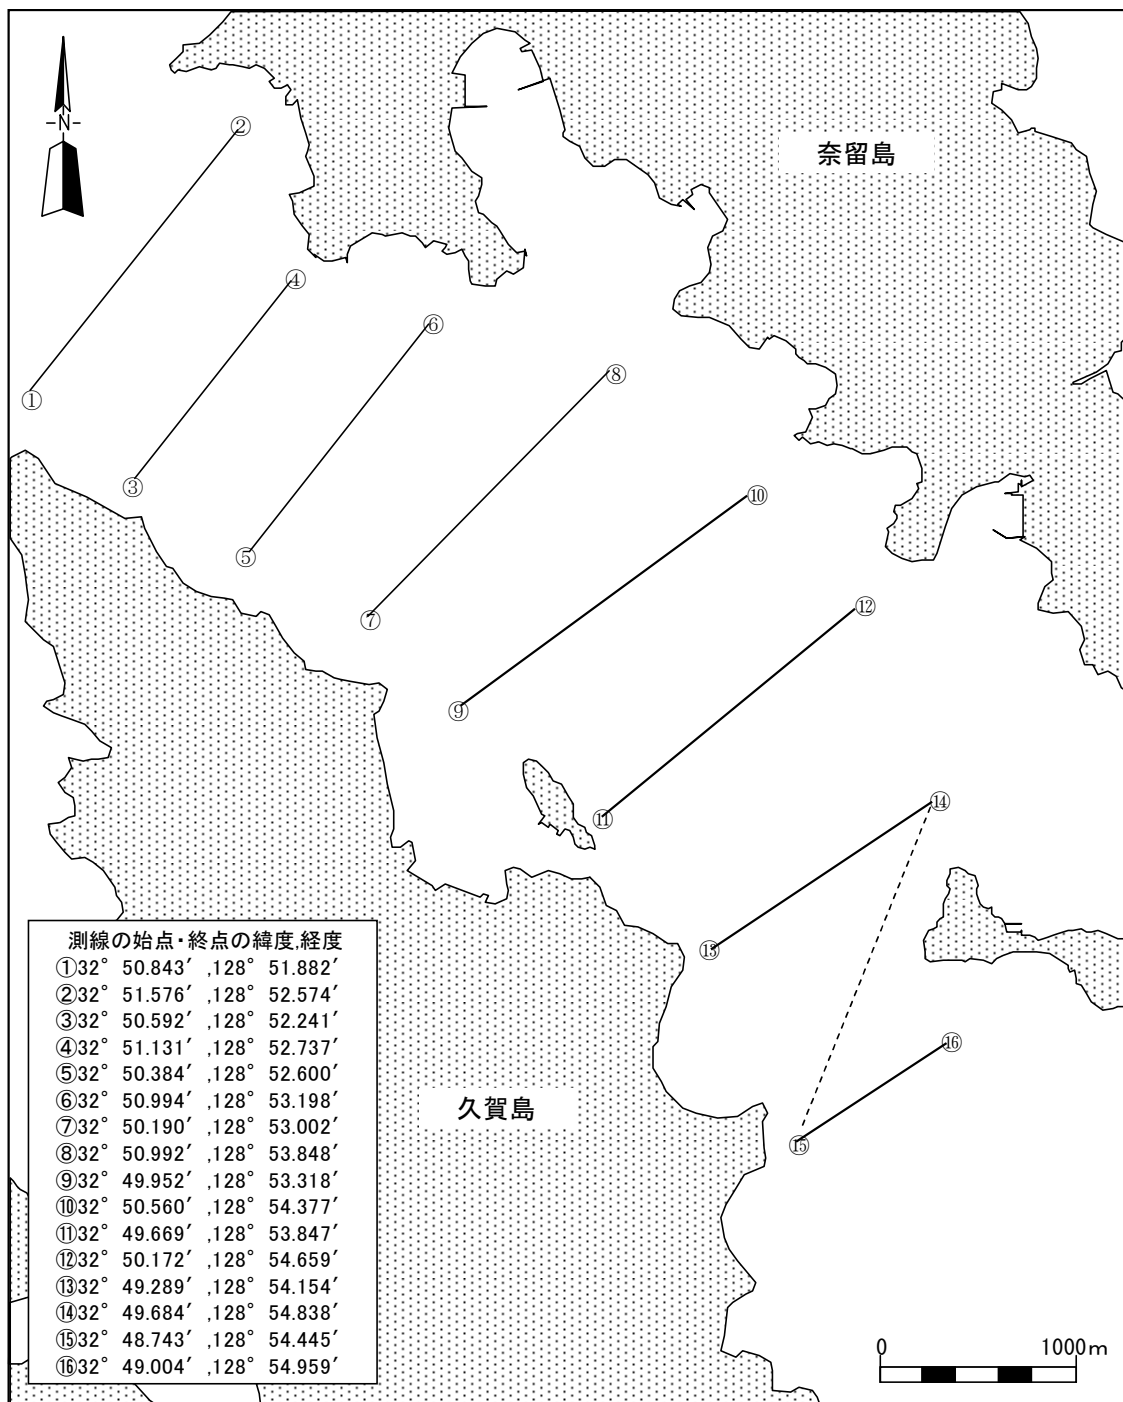 -N-
②
奈留島
④
⑥
⑧
①
③
⑩
⑤
⑫
⑦
⑨
⑭
⑪
⑬
測線の始点・終点の緯度,経度
①32° 50.843′ ,128° 51.882′
②32° 51.576′ ,128° 52.574′
③32° 50.592′ ,128° 52.241′
④32° 51.131′ ,128° 52.737′
⑤32° 50.384′ ,128° 52.600′
⑥32° 50.994′ ,128° 53.198′
⑦32° 50.190′ ,128° 53.002′
⑧32° 50.992′ ,128° 53.848′
⑨32° 49.952′ ,128° 53.318′
⑩32° 50.560′ ,128° 54.377′
⑪32° 49.669′ ,128° 53.847′
⑫32° 50.172′ ,128° 54.659′
⑬32° 49.289′ ,128° 54.154′
⑭32° 49.684′ ,128° 54.838′
⑮32° 48.743′ ,128° 54.445′
⑯32° 49.004′ ,128° 54.959′
⑯
久賀島
⑮
0 1000m